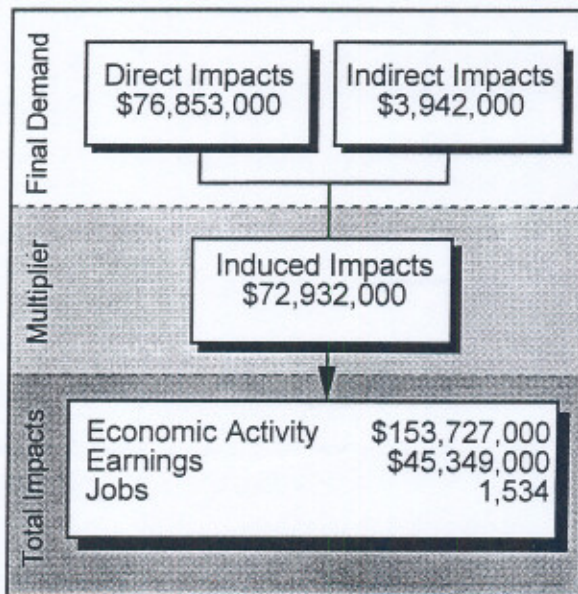 Final Demand
Direct Impacts
$76,853,000
Indirect Impacts
$3,942,000
Multiplier
Induced Impacts
$72,932,000
Total Impacts
Economic Activity $153,727,000
Earnings $45,349,000
Jobs 1,534